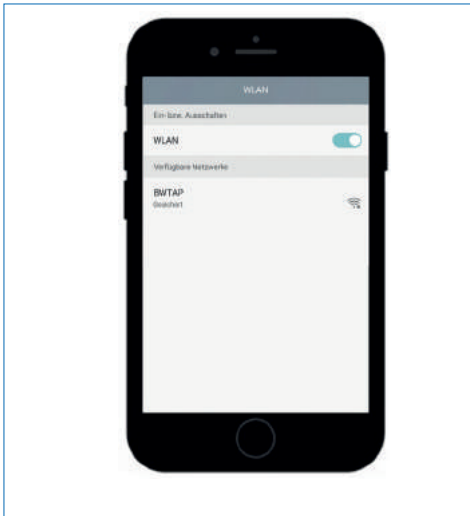 WLAN
Ein- bzw. Ausschalten
WLAN
Verfügbare Netzwerke
BWTAP
Gesichert